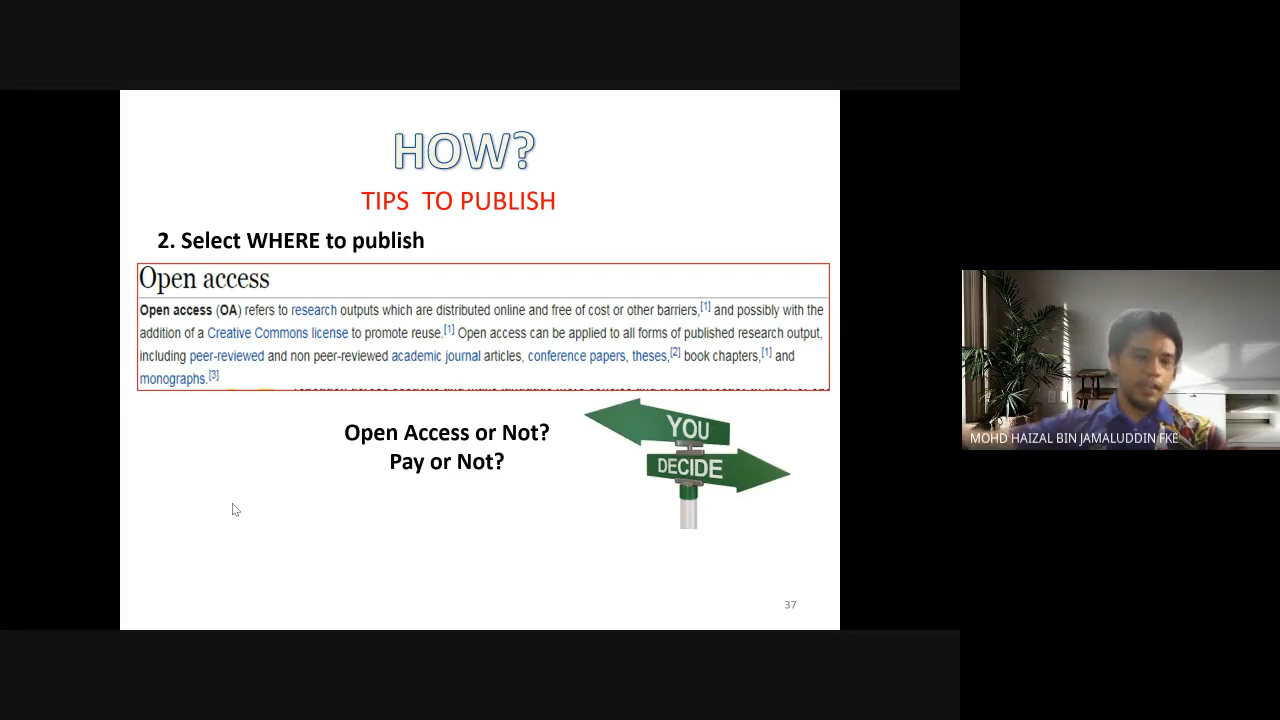 HOW?
TIPS TO PUBLISH
2. Select WHERE to publish
Open access
Open access (OA) refers to research outputs which are distributed online and free of cost or other barriers,[1] and possibly with the
addition of a Creative Commons license to promote reuse.[1] Open access can be applied to all forms of published research output,
including peer-reviewed and non peer-reviewed academic journal articles, conference papers, theses,[2] book chapters,[1] and
monographs.[3]
Open Access or Not?
Pay or Not?
YOU
DECIDE
37
MOHD HAIZAL BIN JAMALUDDIN FKE